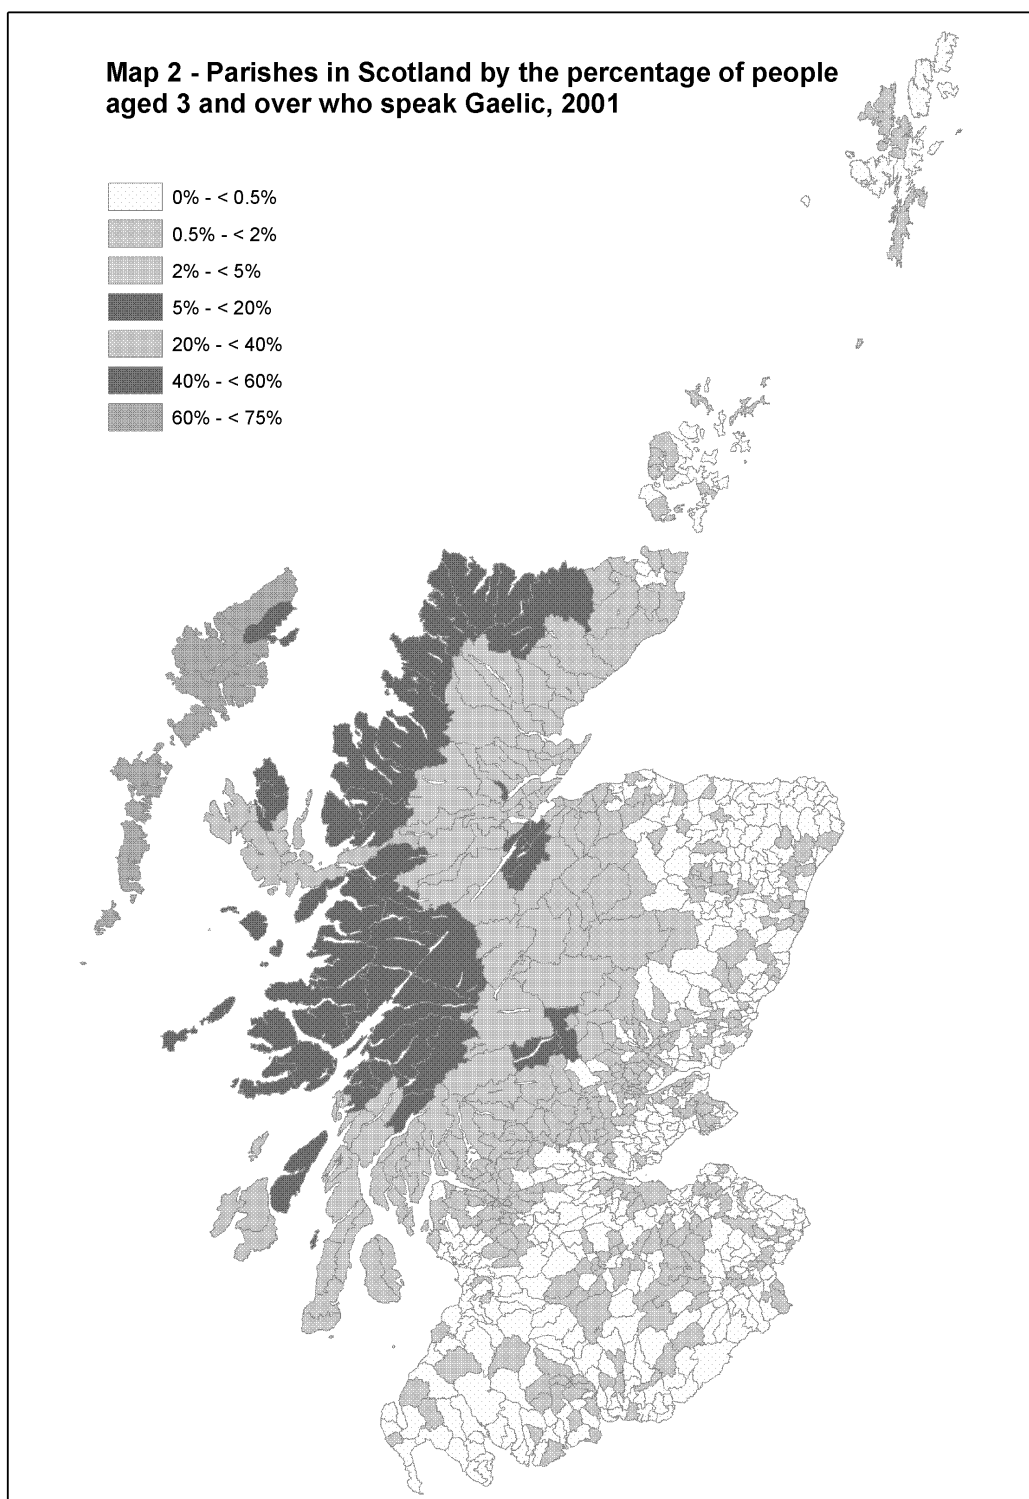 Map 2 - Parishes in Scotland by the percentage of people
aged 3 and over who speak Gaelic, 2001
0% - < 0.5%
0.5% - < 2%
2% - < 5%
5% - < 20%
20% - < 40%
40% - < 60%
60% - < 75%